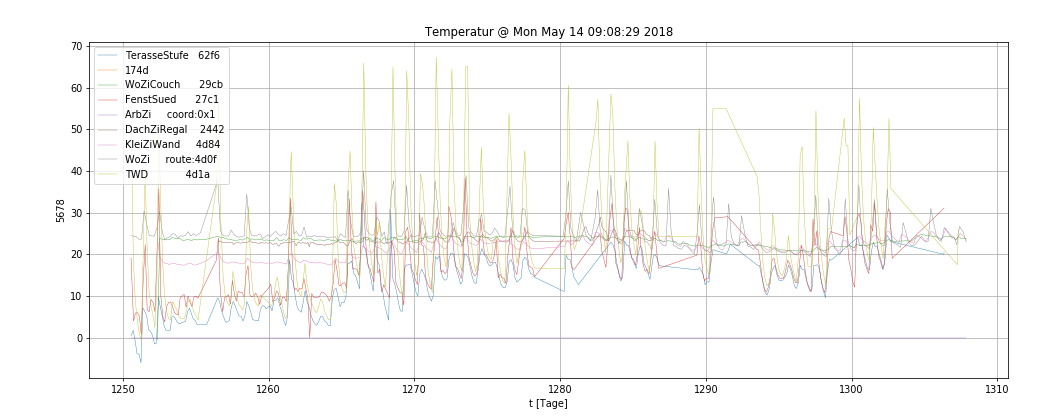 Temperatur @ Mon May 14 09:08:29 2018
70
60
50
40
30
20
10
0
5678
TerasseStufe 62f6
174d
WoZiCouch 29cb
FenstSued 27c1
ArbZi coord:0x1
DachZiRegal 2442
KleiZiWand 4d84
WoZi route:4d0f
TWD 4d1a
1250 1260 1270 1280 1290 1300 1310
t [Tage]